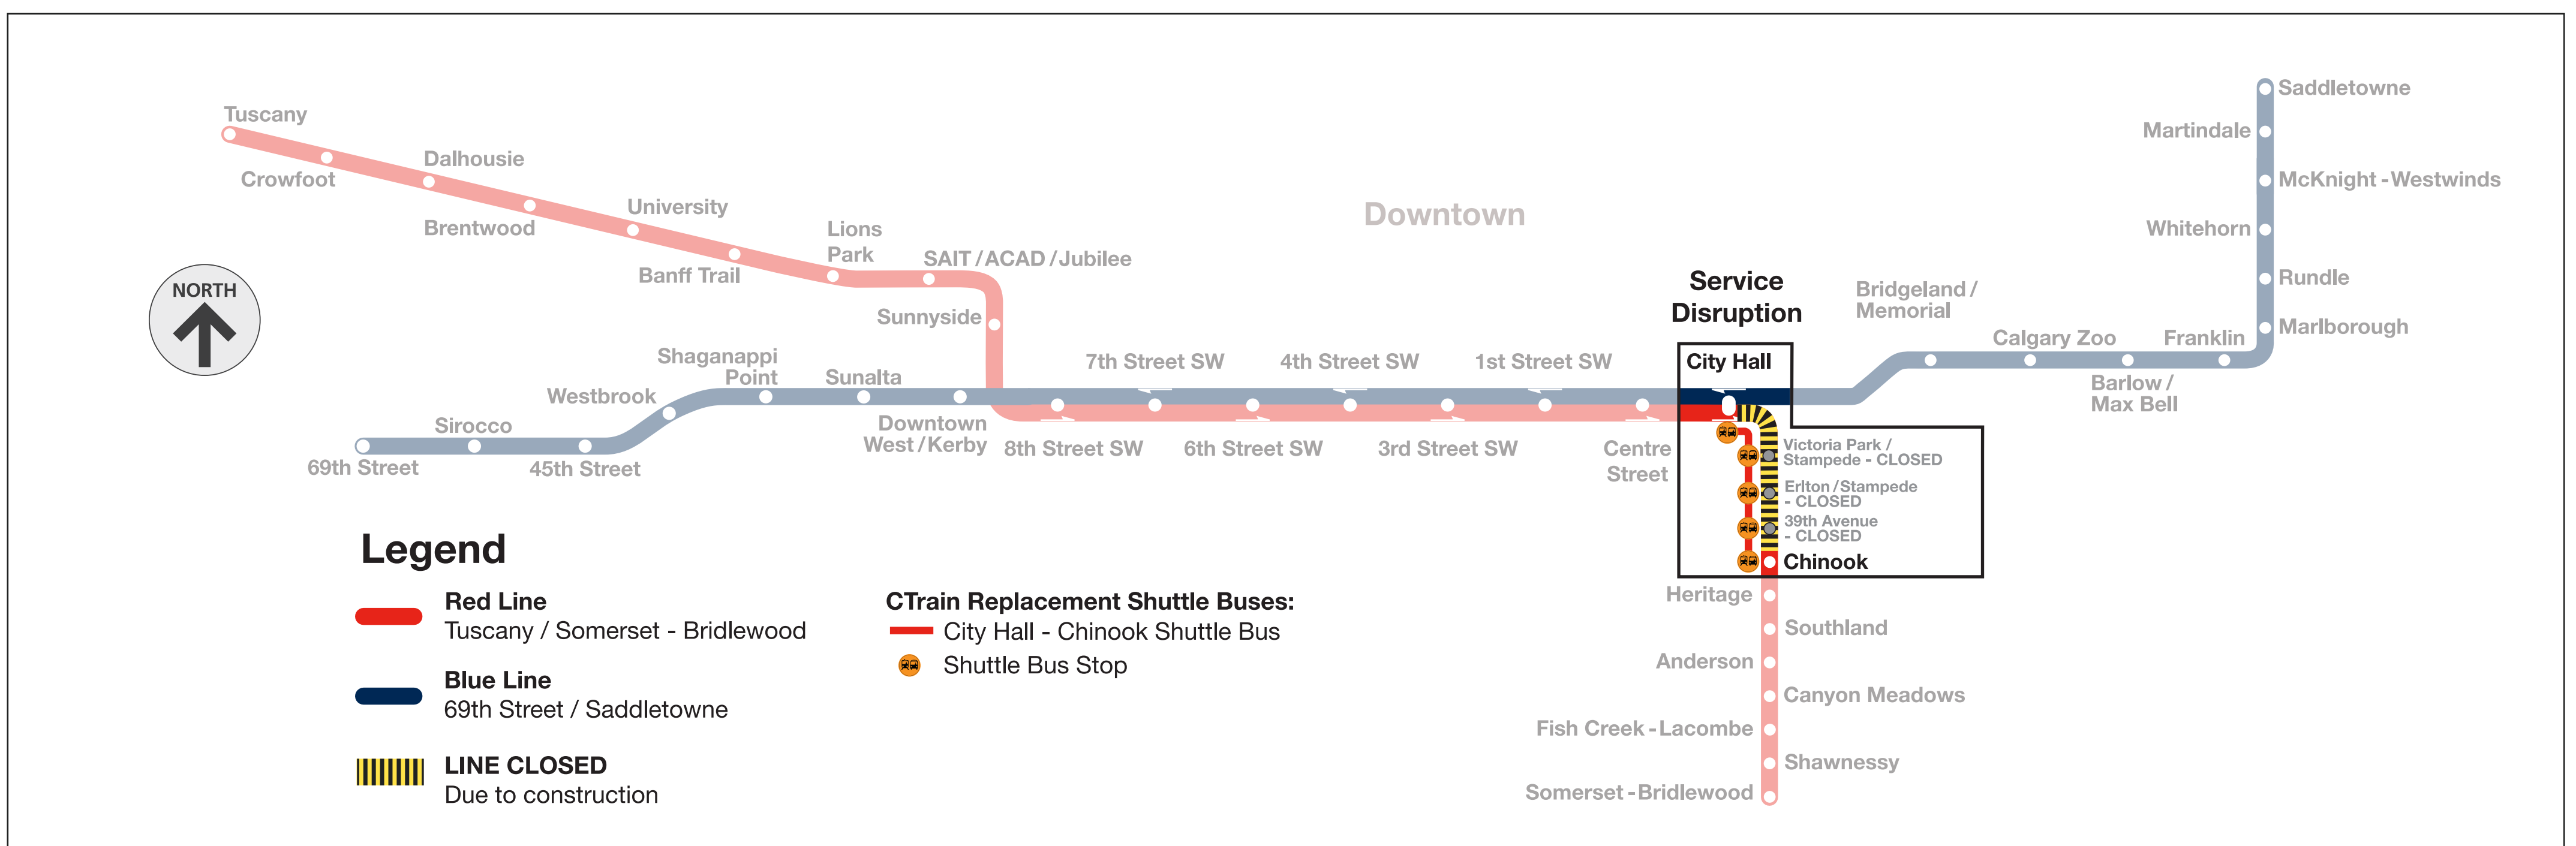 Tuscany
Crowfoot
Dalhousie
Brentwood
University
Banff Trail
Lions
Park
SAIT / ACAD / Jubilee
Sunnyside
NORTH
Downtown
Service
Disruption
City Hall
Saddletowne
Martindale
McKnight - Westwinds
Whitehorn
Rundle
Marlborough
Franklin
Barlow /
Max Bell
Calgary Zoo
Bridgeland /
Memorial
69th Street
Sirocco
45th Street
Westbrook
Shaganappi
Point
Sunalta
Downtown
West / Kerby
8th Street SW
7th Street SW
6th Street SW
4th Street SW
3rd Street SW
1st Street SW
Centre
Street
Victoria Park /
Stampede - CLOSED
Erlton / Stampede
- CLOSED
39th Avenue
- CLOSED
Chinook
Heritage
Southland
Anderson
Canyon Meadows
Fish Creek - Lacombe
Shawnessy
Somerset - Bridlewood
Legend
Red Line
Tuscany / Somerset - Bridlewood
Blue Line
69th Street / Saddletowne
LINE CLOSED
Due to construction
CTrain Replacement Shuttle Buses:
City Hall - Chinook Shuttle Bus
Shuttle Bus Stop